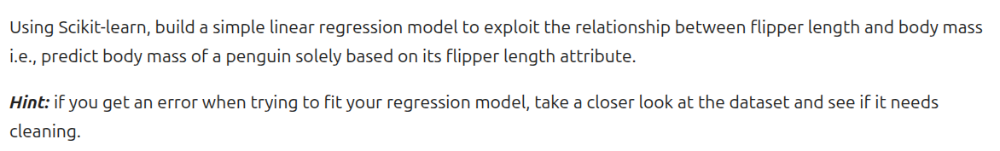 Using Scikit-learn, build a simple linear regression model to exploit the relationship between flipper length and body mass
i.e., predict body mass of a penguin solely based on its flipper length attribute.
Hint: if you get an error when trying to fit your regression model, take a closer look at the dataset and see if it needs
cleaning.